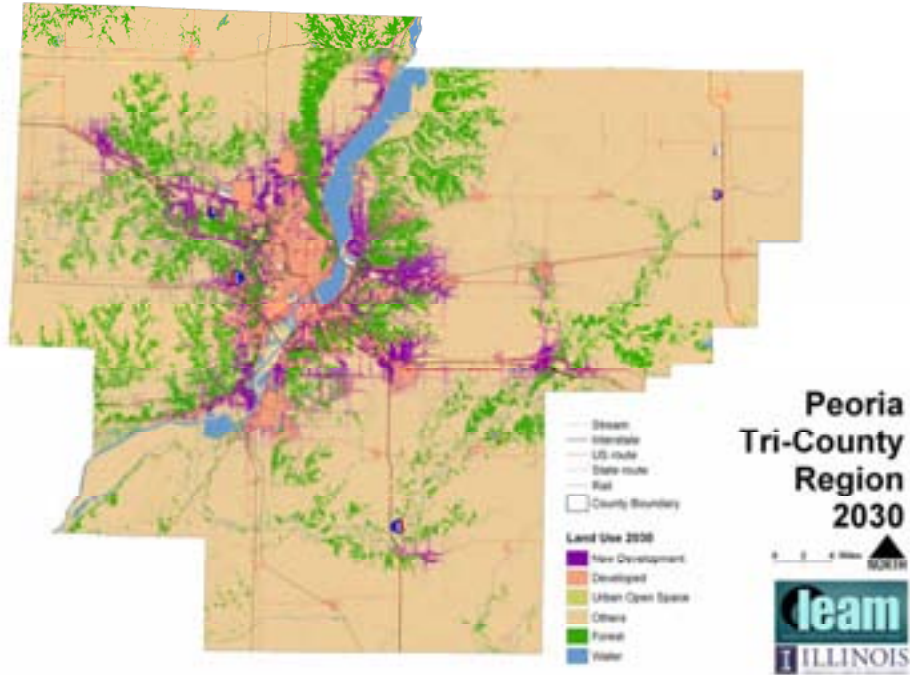 Peoria
Tri-County
Region
2030
Stream
Interstate
US route
State route
Rail
County Boundary
Land Use 2030
New Development
Developed
Urban Open Space
Others
Forest
Water
Miles
NORTH
leam
ILLINOIS